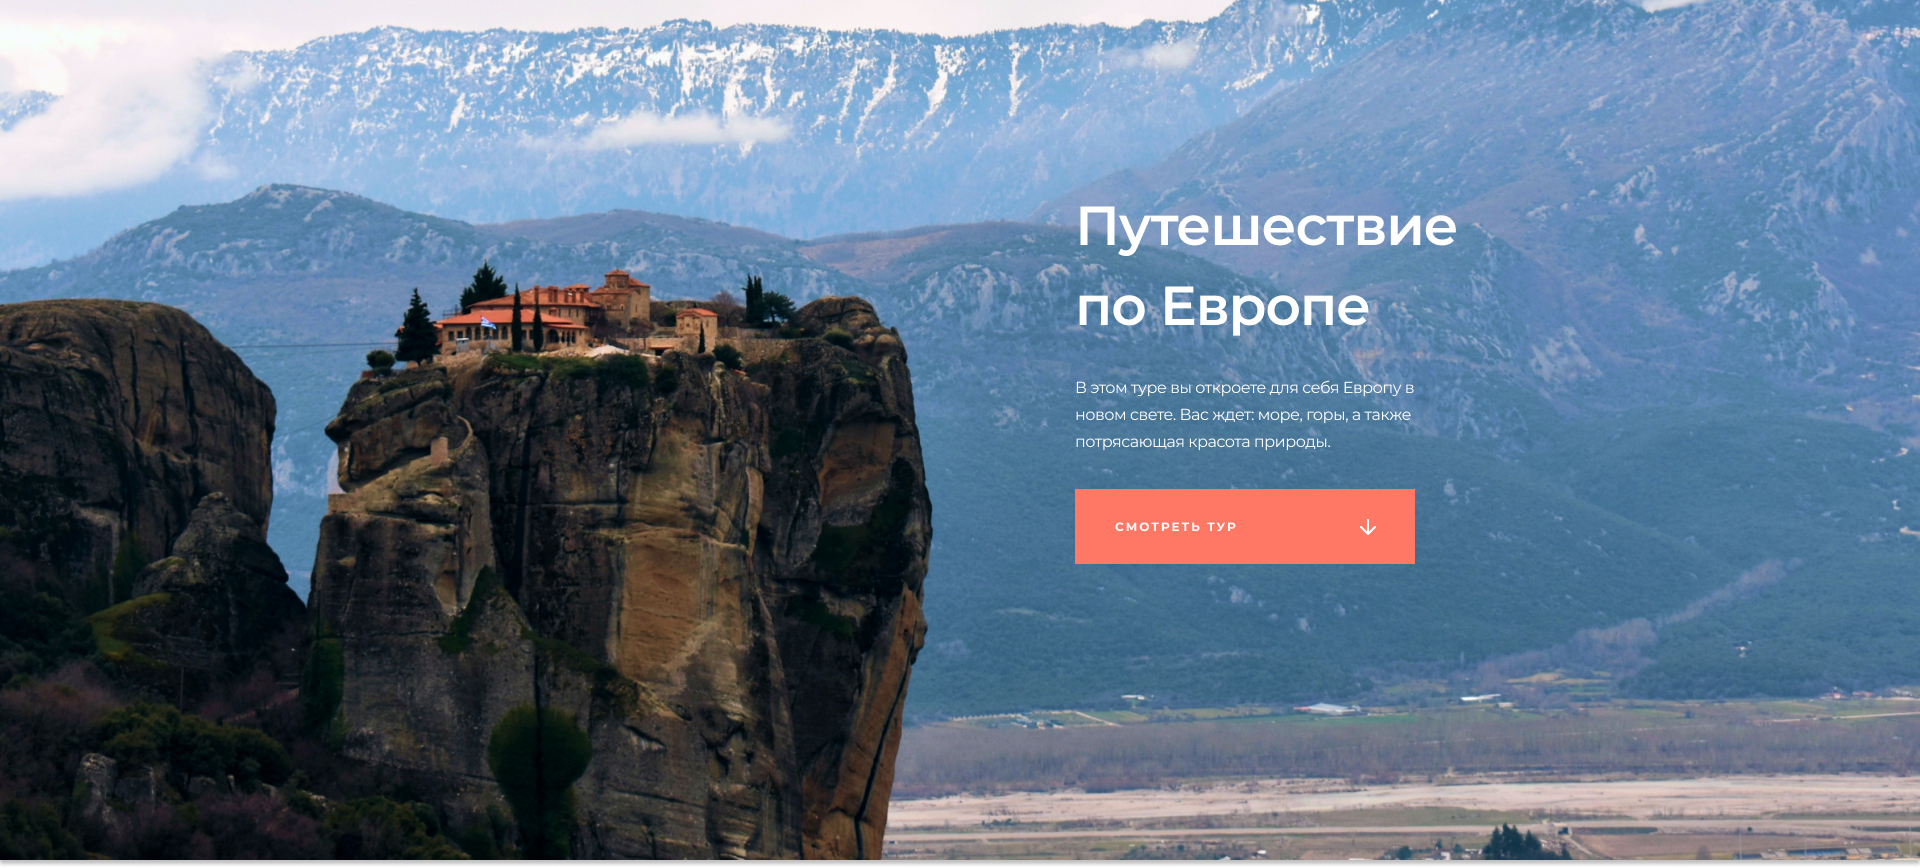 Путешествие
по Европе
В этом туре вы откроете для себя Европу в
новом свете. Вас ждет: море, горы, а также
потрясающая красота природы.
СМОТРЕТЬ ТУР